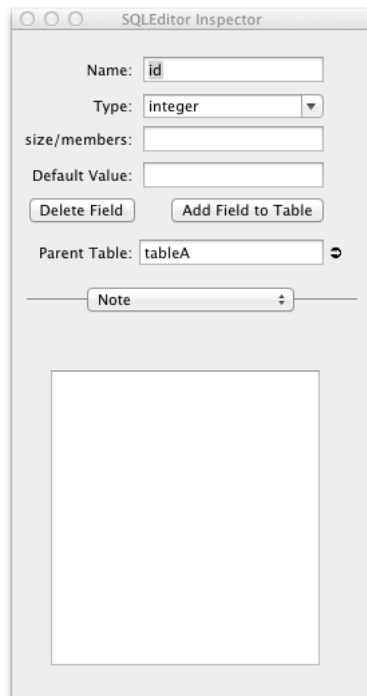 SQLEditor Inspector
Name: id
Type: integer
size/members:
Default Value:
Delete Field Add Field to Table
Parent Table: tableA
Note